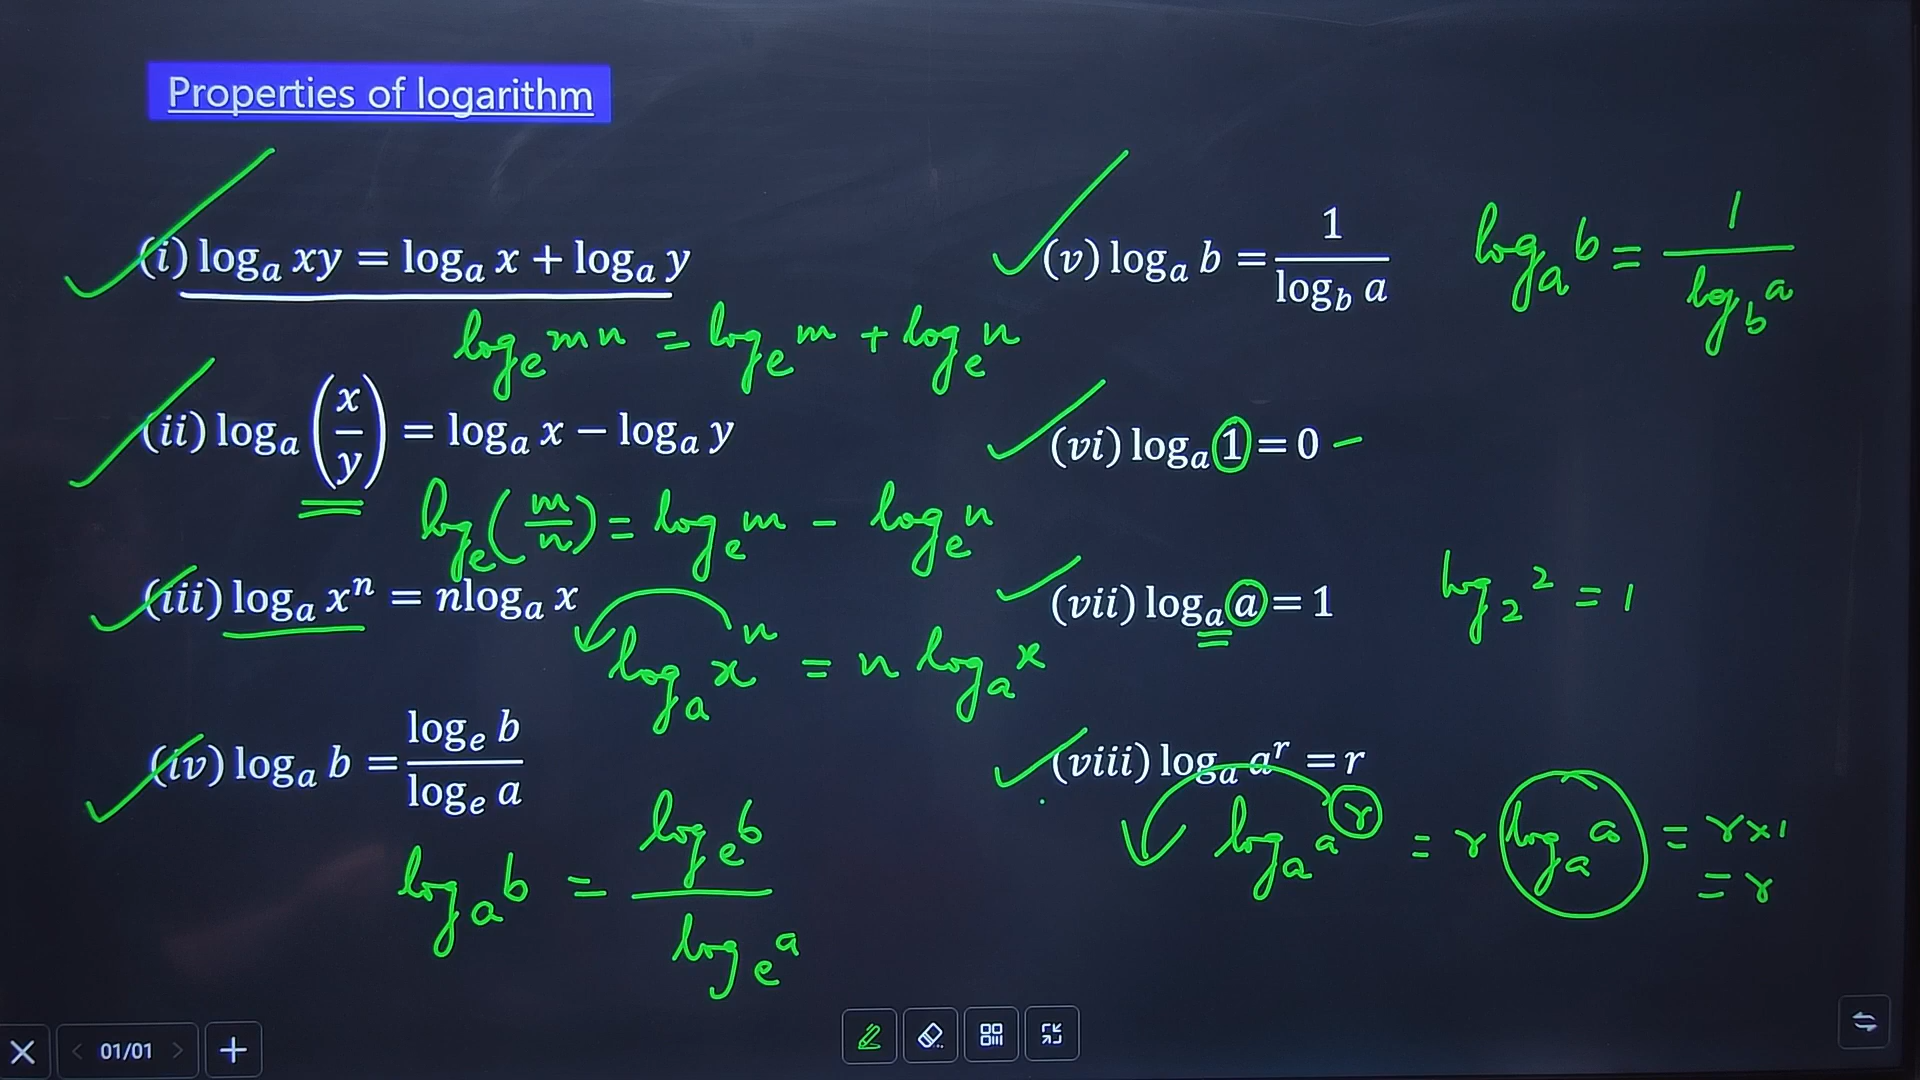 Properties of logarithm
(i) logₐ xy = logₐ x + logₐ y
logₑ mn = logₑ m + logₑ n
(ii) logₐ (x/y) = logₐ x − logₐ y
logₑ (m/n) = logₑ m − logₑ n
(iii) logₐ xⁿ = nlogₐ x
logₐ xⁿ = n logₐ x
(iv) logₐ b = logₑ b / logₑ a
logₐ b = logₑ b / logₑ a
(v) logₐ b = 1 / log_b a
logₐ b = 1 / log_b a
(vi) logₐ 1 = 0 −
(vii) logₐ a = 1
log₂ 2 = 1
(viii) logₐ aʳ = r
logₐ aʳ = r logₐ a = r×1
= r
01/01